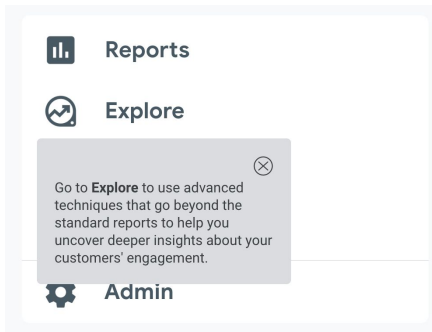 Reports
Explore
Go to Explore to use advanced
techniques that go beyond the
standard reports to help you
uncover deeper insights about your
customers' engagement.
Admin